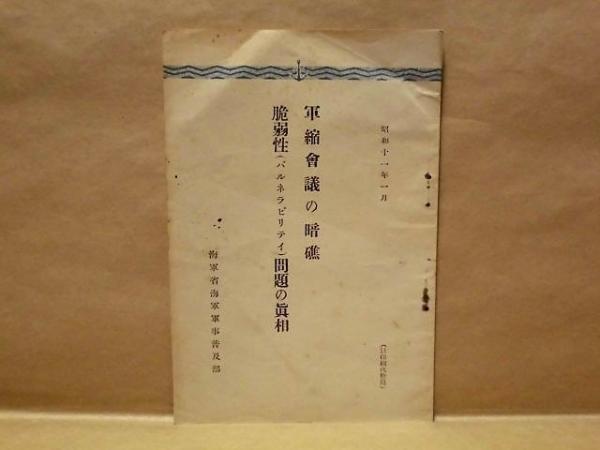 昭和十一年一月
軍縮會議の暗礁
脆弱性(バルネラビリテイ)問題の眞相
海軍省海軍軍事普及部